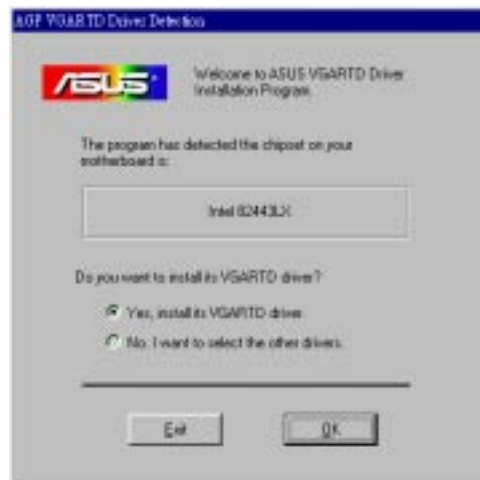 AGP VGARTD Driver Detection
ASUS
Welcome to ASUS VGARTD Driver
Installation Program.
The program has detected the chipset on your
motherboard is:
Intel 82443LX
Do you want to install its VGARTD driver?
Yes, install its VGARTD driver.
No. I want to select the other drivers.
Exit
OK